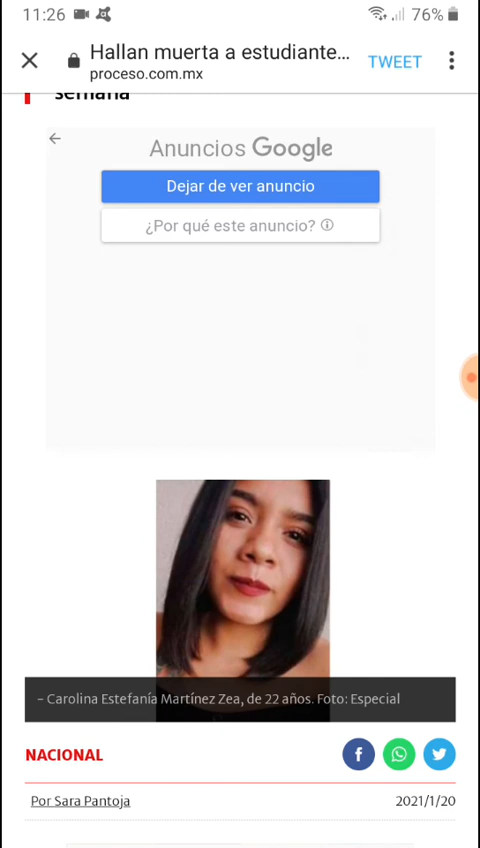 11:26 76%
Hallan muerta a estudiante...
proceso.com.mx
TWEET
semana
Anuncios Google
Dejar de ver anuncio
¿Por qué este anuncio?
– Carolina Estefanía Martínez Zea, de 22 años. Foto: Especial
NACIONAL
Por Sara Pantoja 2021/1/20